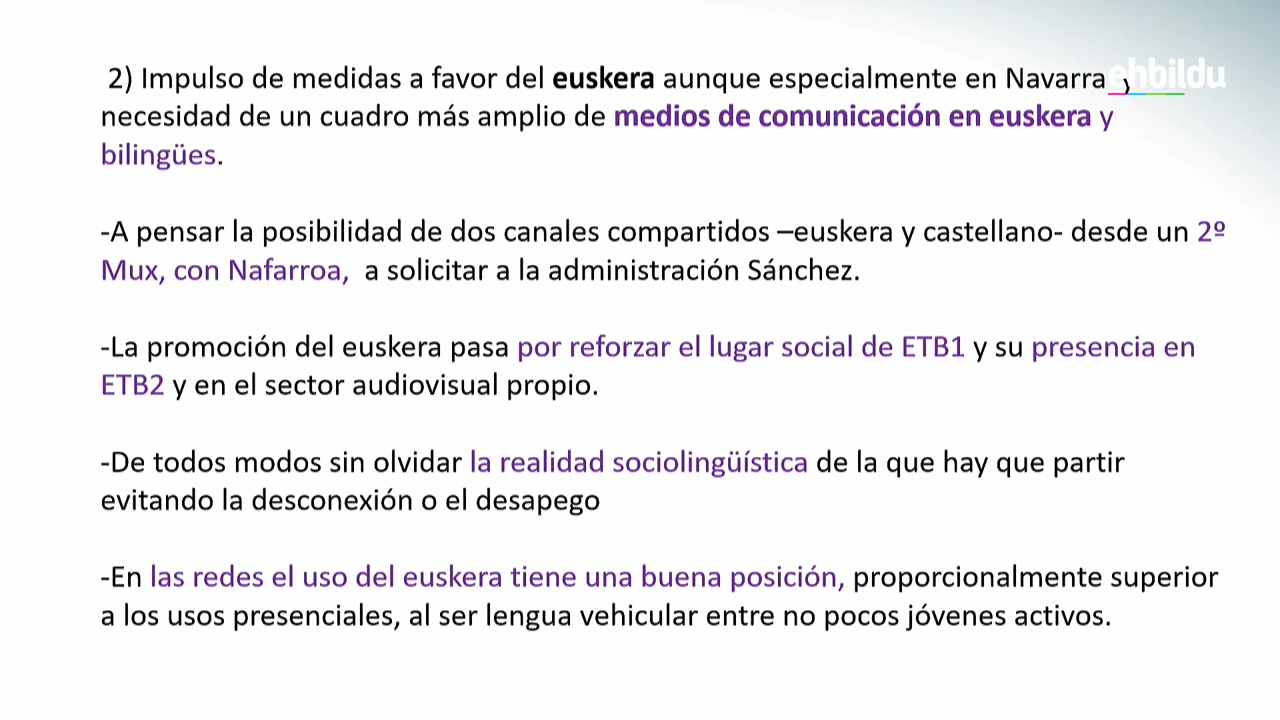 2) Impulso de medidas a favor del euskera aunque especialmente en Navarra y
necesidad de un cuadro más amplio de medios de comunicación en euskera y
bilingües.
-A pensar la posibilidad de dos canales compartidos –euskera y castellano- desde un 2º
Mux, con Nafarroa, a solicitar a la administración Sánchez.
-La promoción del euskera pasa por reforzar el lugar social de ETB1 y su presencia en
ETB2 y en el sector audiovisual propio.
-De todos modos sin olvidar la realidad sociolingüística de la que hay que partir
evitando la desconexión o el desapego
-En las redes el uso del euskera tiene una buena posición, proporcionalmente superior
a los usos presenciales, al ser lengua vehicular entre no pocos jóvenes activos.
ehbildu